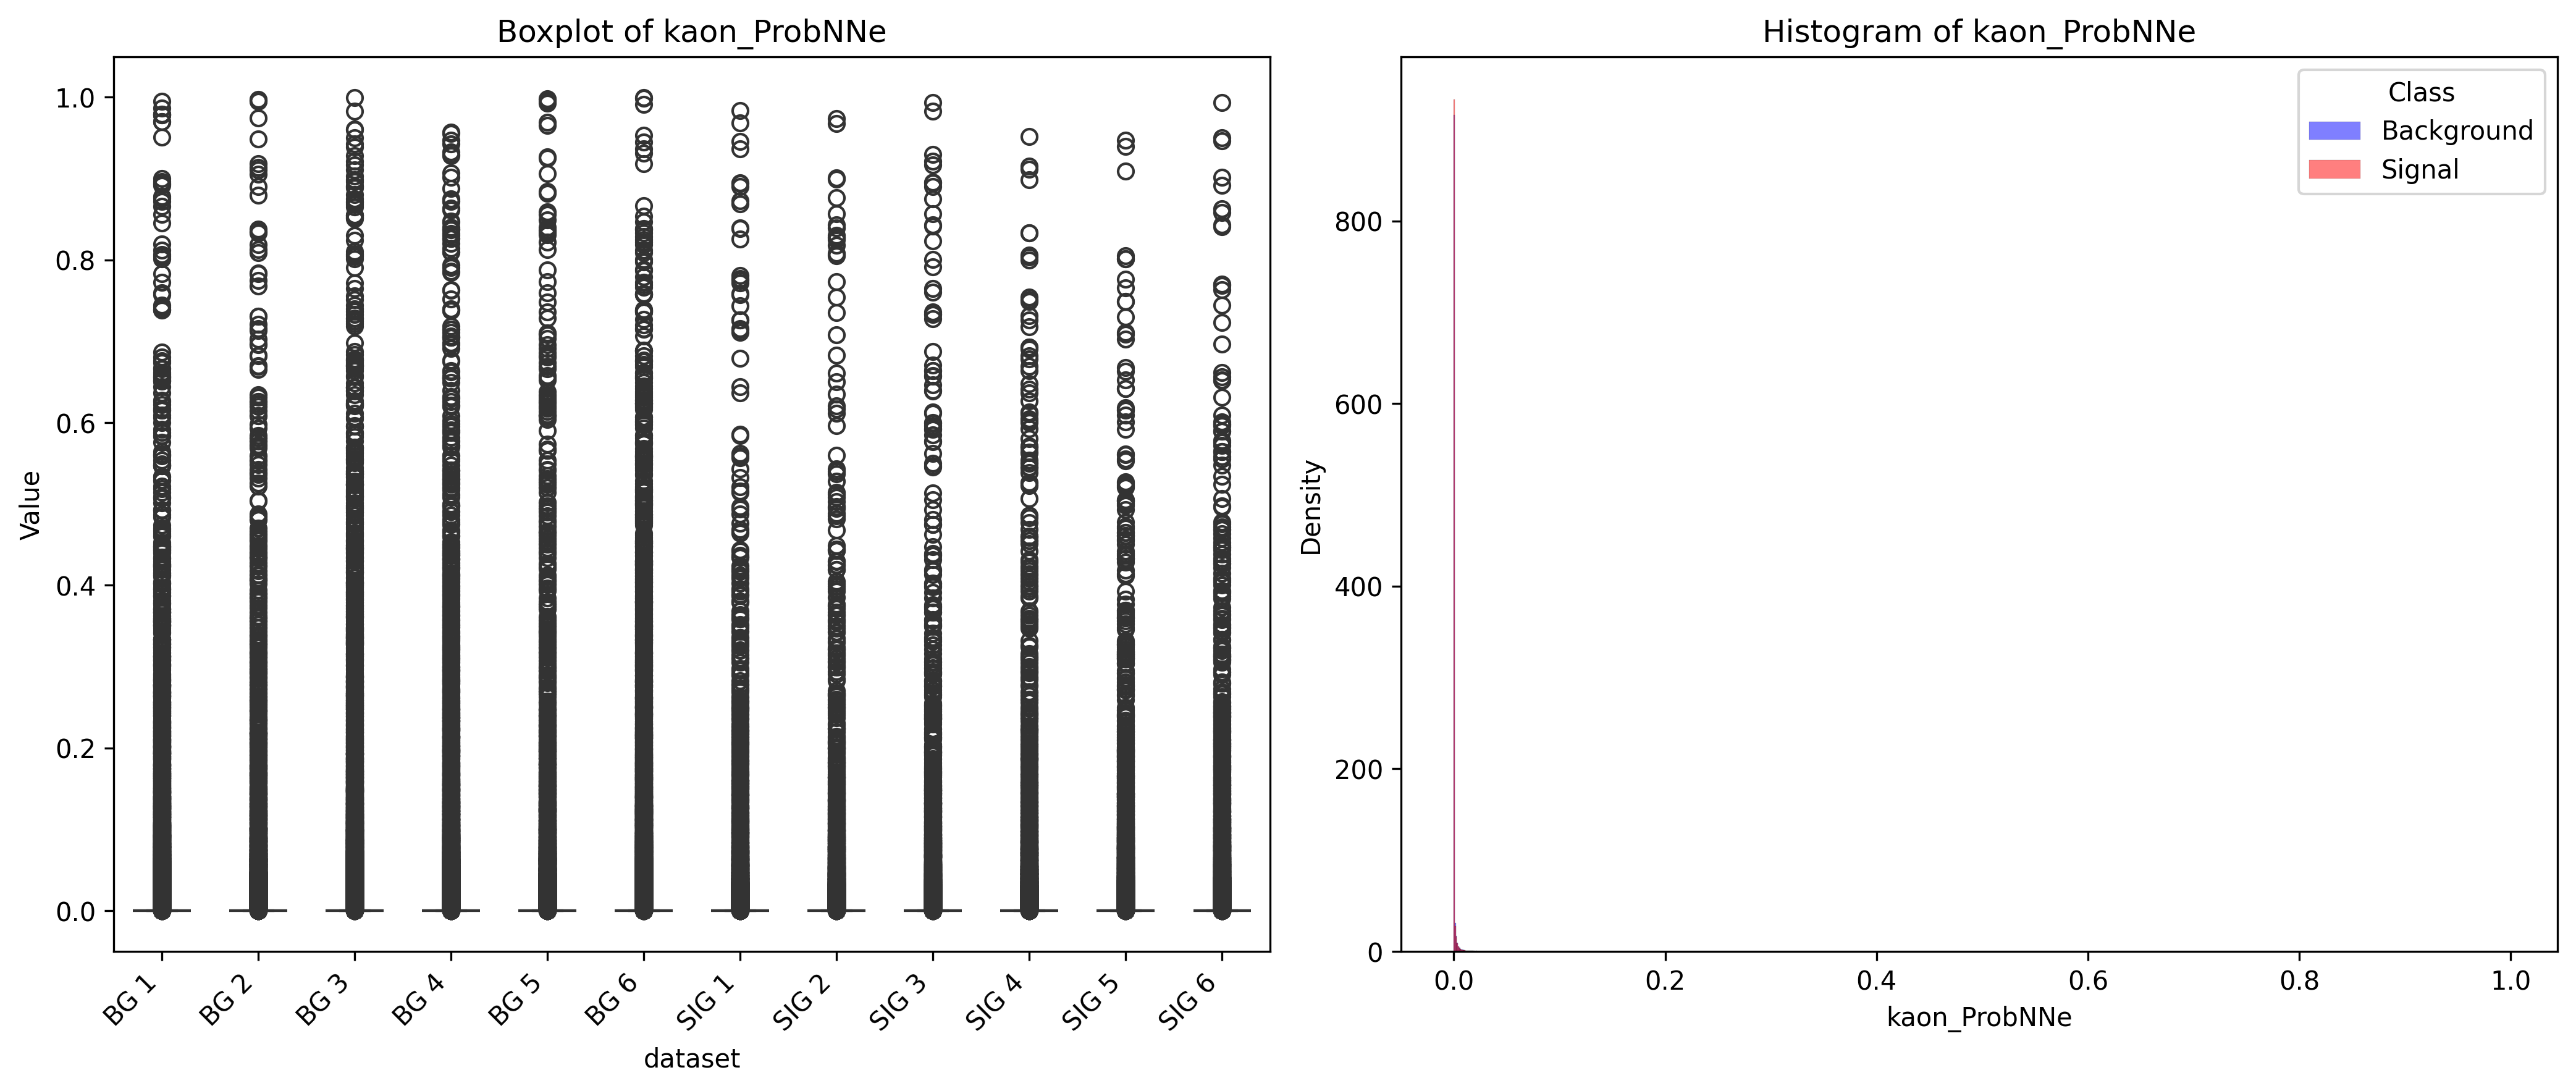 Boxplot of kaon_ProbNNe
Value
1.0
0.8
0.6
0.4
0.2
0.0
BG 1
BG 2
BG 3
BG 4
BG 5
BG 6
SIG 1
SIG 2
SIG 3
SIG 4
SIG 5
SIG 6
dataset
Histogram of kaon_ProbNNe
Class
Background
Signal
Density
800
600
400
200
0
0.0
0.2
0.4
0.6
0.8
1.0
kaon_ProbNNe